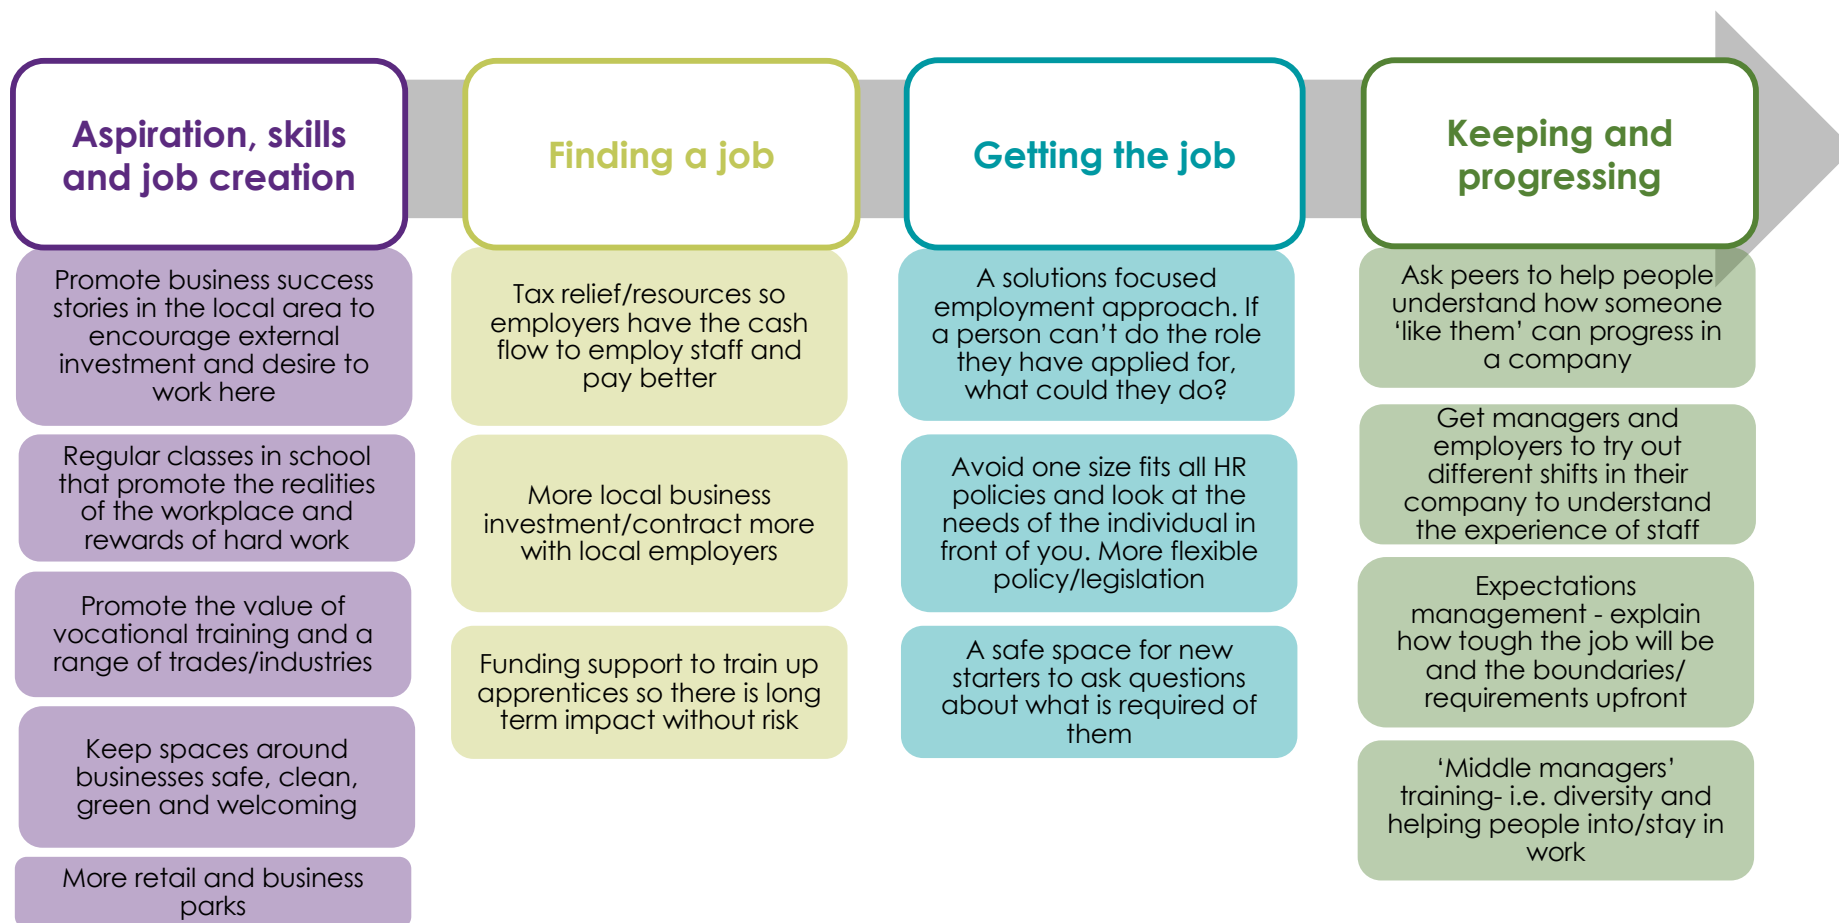 Aspiration, skills
and job creation
Promote business success
stories in the local area to
encourage external
investment and desire to
work here
Regular classes in school
that promote the realities
of the workplace and
rewards of hard work
Promote the value of
vocational training and a
range of trades/industries
Keep spaces around
businesses safe, clean,
green and welcoming
More retail and business
parks
Finding a job
Tax relief/resources so
employers have the cash
flow to employ staff and
pay better
More local business
investment/contract more
with local employers
Funding support to train up
apprentices so there is long
term impact without risk
Getting the job
A solutions focused
employment approach. If
a person can’t do the role
they have applied for,
what could they do?
Avoid one size fits all HR
policies and look at the
needs of the individual in
front of you. More flexible
policy/legislation
A safe space for new
starters to ask questions
about what is required of
them
Keeping and
progressing
Ask peers to help people
understand how someone
‘like them’ can progress in
a company
Get managers and
employers to try out
different shifts in their
company to understand
the experience of staff
Expectations
management - explain
how tough the job will be
and the boundaries/
requirements upfront
‘Middle managers’
training- i.e. diversity and
helping people into/stay in
work